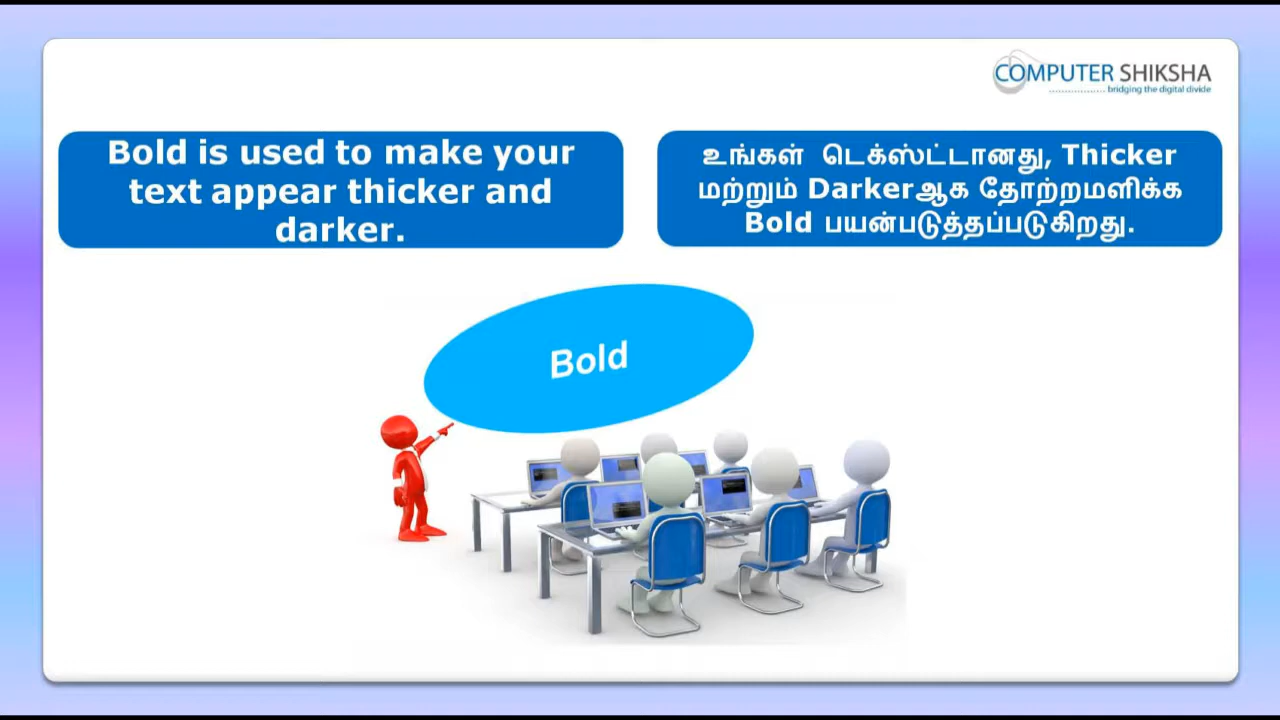 COMPUTER SHIKSHA
bridging the digital divide
Bold is used to make your
text appear thicker and
darker.
உங்கள் டெக்ஸ்ட்டானது, Thicker
மற்றும் Darkerஆக தோற்றமளிக்க
Bold பயன்படுத்தப்படுகிறது.
Bold